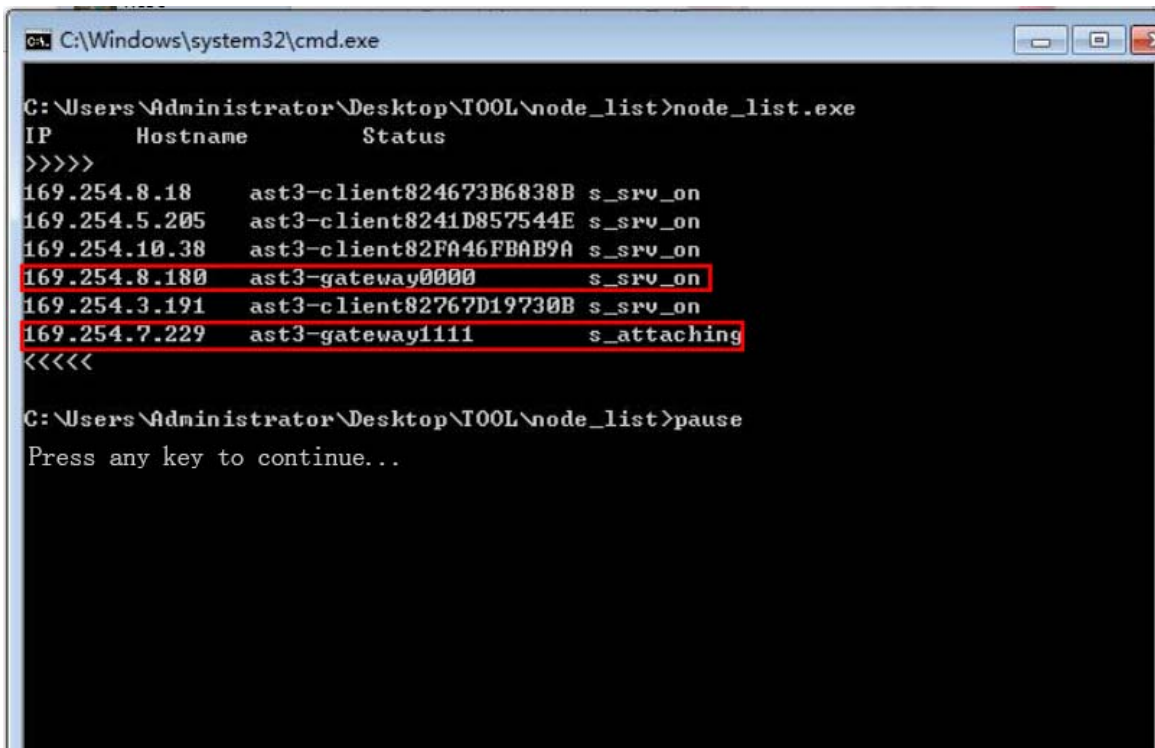 C:\Windows\system32\cmd.exe
C:\Users\Administrator\Desktop\TOOL\node_list>node_list.exe
IP Hostname Status
>>>>>
169.254.8.18 ast3-client824673B6838B s_srv_on
169.254.5.205 ast3-client8241D857544E s_srv_on
169.254.10.38 ast3-client82FA46FBAB9A s_srv_on
169.254.8.180 ast3-gateway0000 s_srv_on
169.254.3.191 ast3-client82767D19730B s_srv_on
169.254.7.229 ast3-gateway1111 s_attaching
<<<<<
C:\Users\Administrator\Desktop\TOOL\node_list>pause
Press any key to continue...